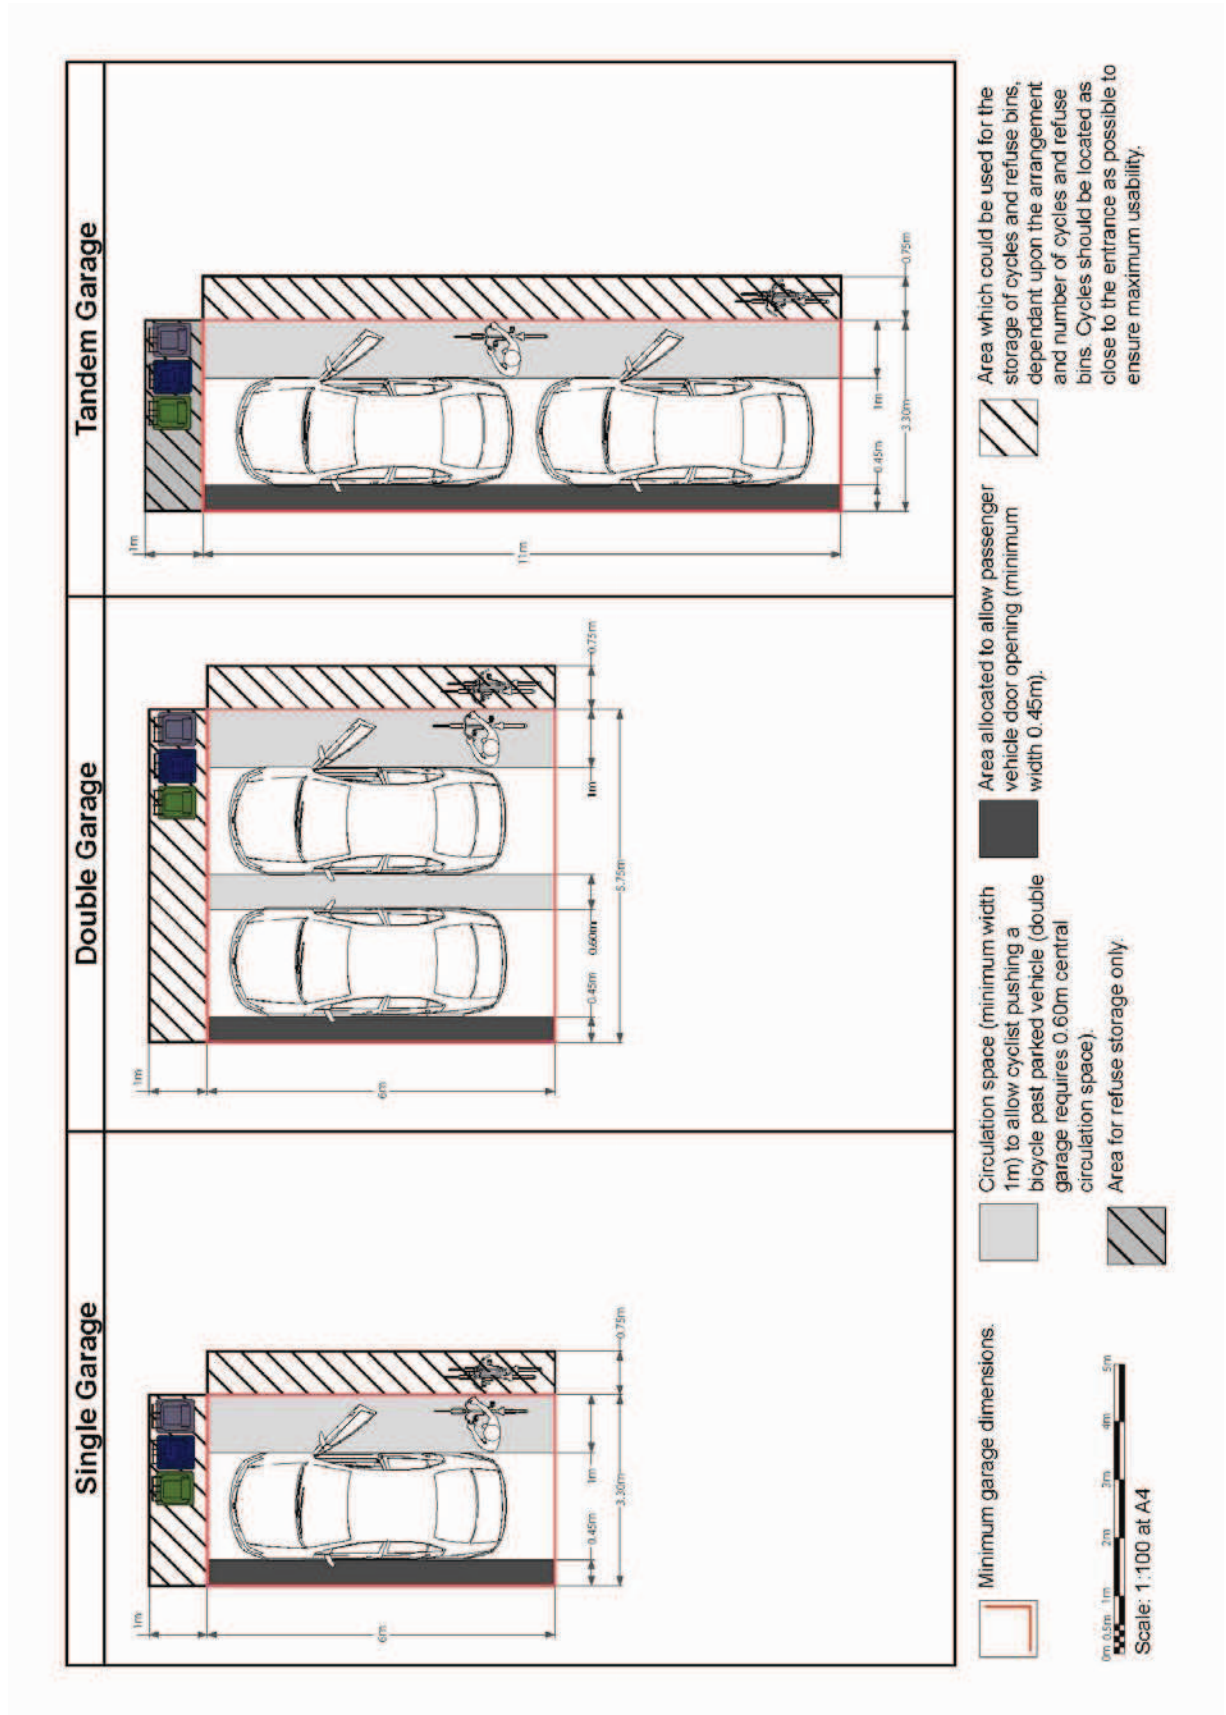 Single Garage
1m
6m
0.45m
1m
3.30m
0.75m
Double Garage
1m
6m
0.45m
0.60m
1m
5.75m
0.75m
Tandem Garage
1m
11m
0.45m
1m
3.30m
0.75m
Minimum garage dimensions.
0m 0.5m 1m 2m 3m 4m 5m
Scale: 1:100 at A4
Circulation space (minimum width
1m) to allow cyclist pushing a
bicycle past parked vehicle (double
garage requires 0.60m central
circulation space).
Area for refuse storage only.
Area allocated to allow passenger
vehicle door opening (minimum
width 0.45m).
Area which could be used for the
storage of cycles and refuse bins,
dependant upon the arrangement
and number of cycles and refuse
bins. Cycles should be located as
close to the entrance as possible to
ensure maximum usability.